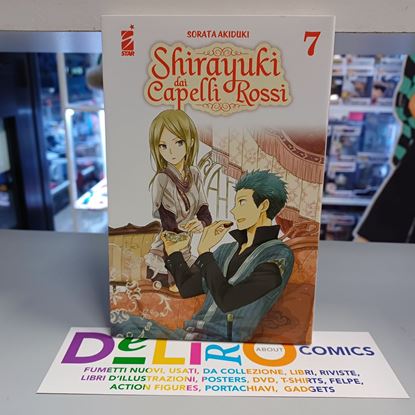 SORATA AKIDUKI
7
STAR
Shirayuki
dai
Capelli Rossi
DéLiRO ABOUT COMICS
FUMETTI NUOVI, USATI, DA COLLEZIONE, LIBRI, RIVISTE,
LIBRI D'ILLUSTRAZIONI, POSTERS, DVD, T-SHIRTS, FELPE,
ACTION FIGURES, PORTACHIAVI, GADGETS